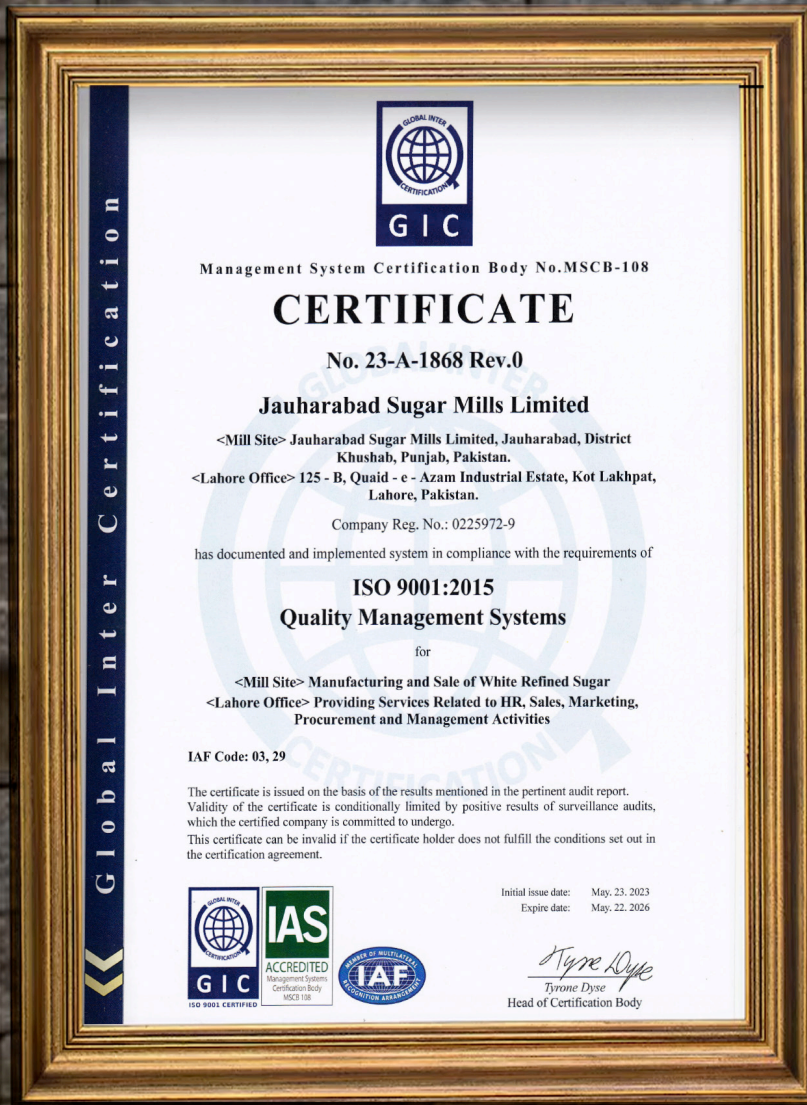 GLOBAL INTER
CERTIFICATION
GIC
Management System Certification Body No.MSCB-108
CERTIFICATE
No. 23-A-1868 Rev.0
Jauharabad Sugar Mills Limited
<Mill Site> Jauharabad Sugar Mills Limited, Jauharabad, District
Khushab, Punjab, Pakistan.
<Lahore Office> 125 - B, Quaid - e - Azam Industrial Estate, Kot Lakhpat,
Lahore, Pakistan.
Company Reg. No.: 0225972-9
has documented and implemented system in compliance with the requirements of
ISO 9001:2015
Quality Management Systems
for
<Mill Site> Manufacturing and Sale of White Refined Sugar
<Lahore Office> Providing Services Related to HR, Sales, Marketing,
Procurement and Management Activities
IAF Code: 03, 29
The certificate is issued on the basis of the results mentioned in the pertinent audit report.
Validity of the certificate is conditionally limited by positive results of surveillance audits,
which the certified company is committed to undergo.
This certificate can be invalid if the certificate holder does not fulfill the conditions set out in
the certification agreement.
Initial issue date: May. 23. 2023
Expire date: May. 22. 2026
GLOBAL INTER
CERTIFICATION
GIC
ISO 9001 CERTIFIED
IAS
ACCREDITED
Management Systems
Certification Body
MSCB 108
MEMBER OF MULTILATERAL
IAF
RECOGNITION ARRANGEMENT
Tyrone Dyse
Tyrone Dyse
Head of Certification Body
Global Inter Certification
GLOBAL INTER
CERTIFICATION